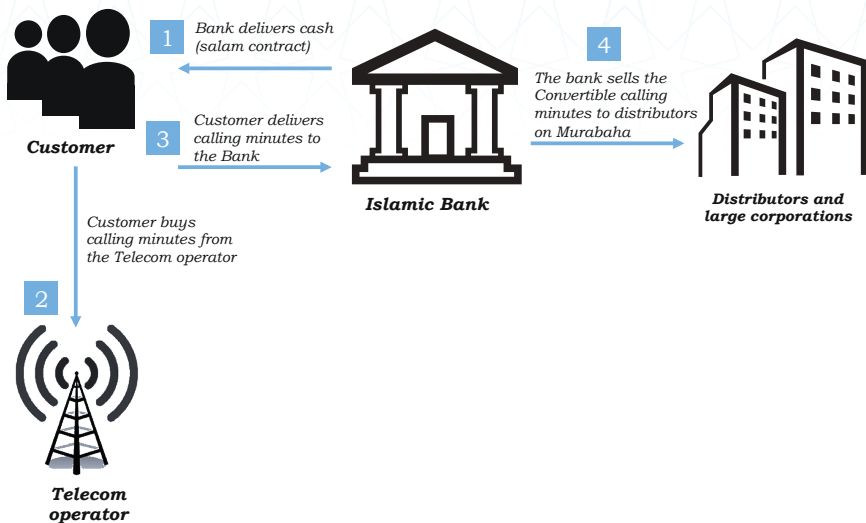 1
Bank delivers cash
(salam contract)
4
The bank sells the
Convertible calling
minutes to distributors
on Murabaha
3
Customer delivers
calling minutes to
the Bank
Customer
Islamic Bank
Distributors and
large corporations
Customer buys
calling minutes from
the Telecom operator
2
Telecom
operator